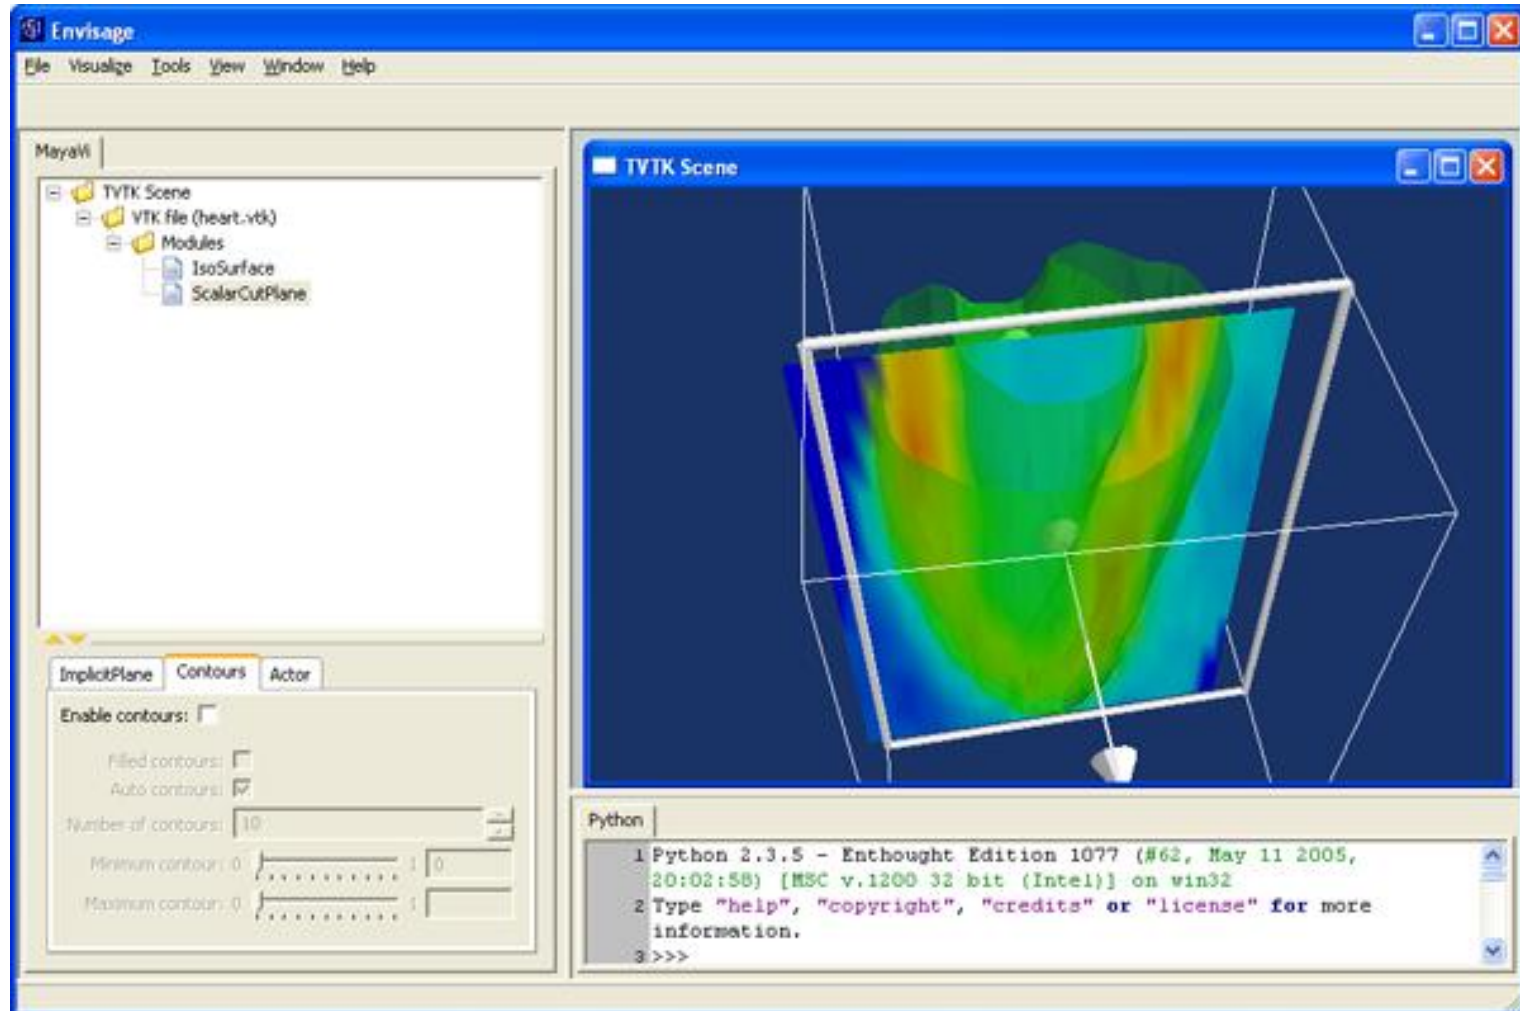 Envisage
File Visualize Tools View Window Help
MayaVi
TVTK Scene
VTK file (heart.vtk)
Modules
IsoSurface
ScalarCutPlane
ImplicitPlane Contours Actor
Enable contours:
Filled contours:
Auto contours:
Number of contours: 10
Minimum contour: 0 1 0
Maximum contour: 0 1
TVTK Scene
Python
1 Python 2.3.5 - Enthought Edition 1077 (#62, May 11 2005,
20:02:58) [MSC v.1200 32 bit (Intel)] on win32
2 Type "help", "copyright", "credits" or "license" for more
information.
3 >>>